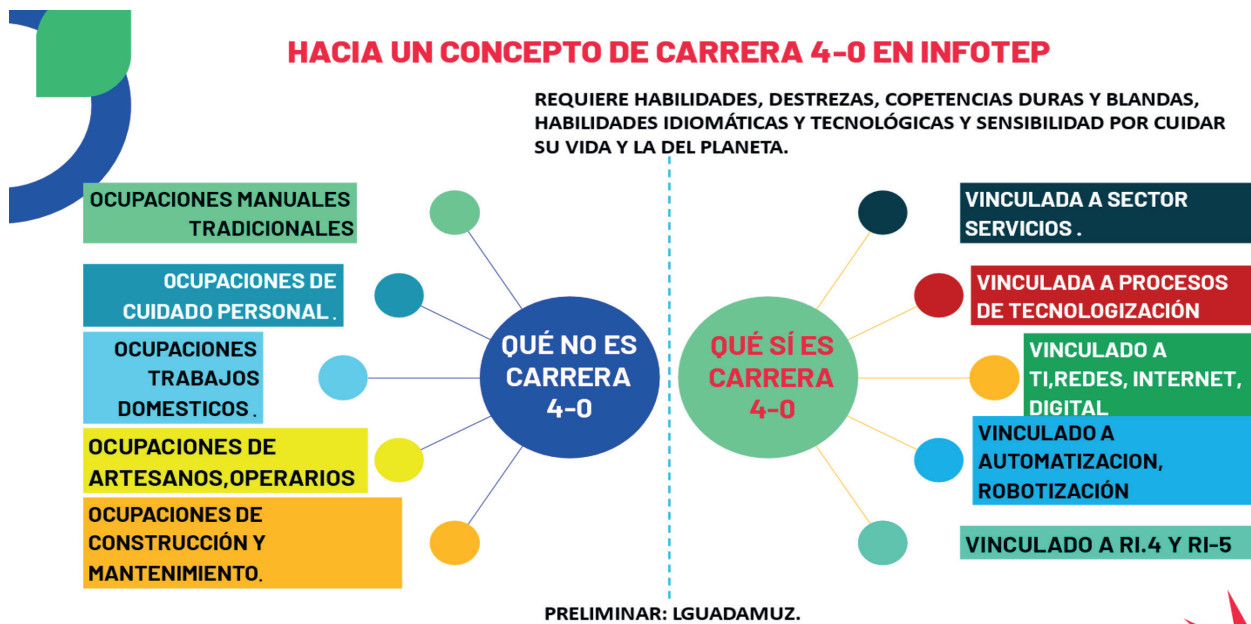 HACIA UN CONCEPTO DE CARRERA 4-0 EN INFOTEP
REQUIERE HABILIDADES, DESTREZAS, COPETENCIAS DURAS Y BLANDAS,
HABILIDADES IDIOMÁTICAS Y TECNOLÓGICAS Y SENSIBILIDAD POR CUIDAR
SU VIDA Y LA DEL PLANETA.
OCUPACIONES MANUALES
TRADICIONALES
OCUPACIONES DE
CUIDADO PERSONAL .
OCUPACIONES
TRABAJOS
DOMESTICOS .
OCUPACIONES DE
ARTESANOS,OPERARIOS
OCUPACIONES DE
CONSTRUCCIÓN Y
MANTENIMIENTO.
QUÉ NO ES
CARRERA
4-0
QUÉ SÍ ES
CARRERA
4-0
VINCULADA A SECTOR
SERVICIOS .
VINCULADA A PROCESOS
DE TECNOLOGIZACIÓN
VINCULADO A
TI,REDES, INTERNET,
DIGITAL
VINCULADO A
AUTOMATIZACION,
ROBOTIZACIÓN
VINCULADO A RI.4 Y RI-5
PRELIMINAR: LGUADAMUZ.